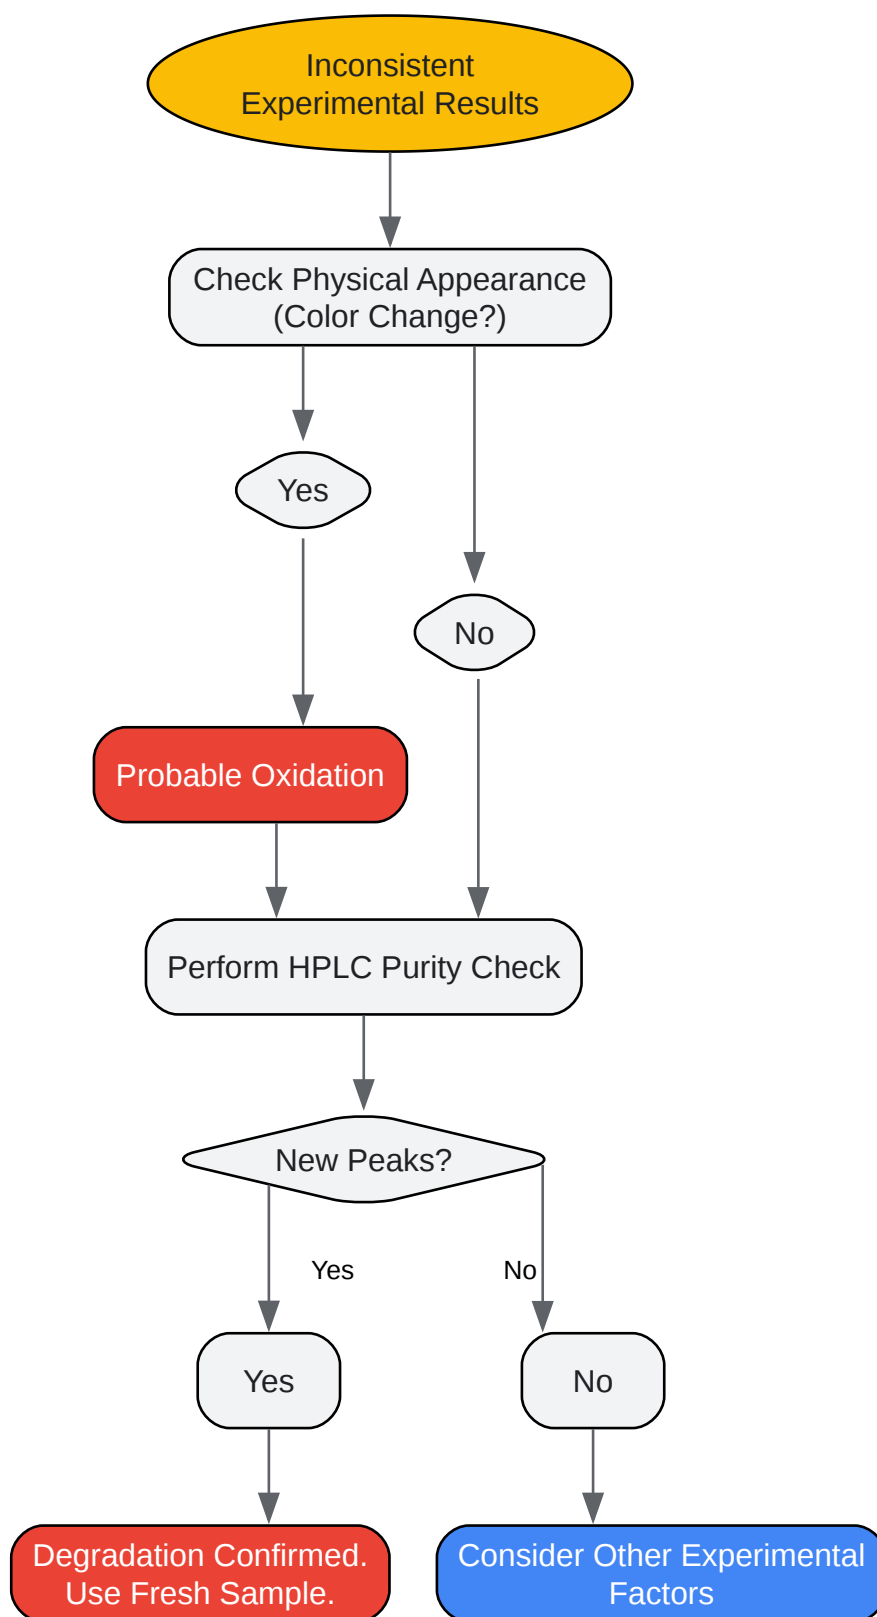 Inconsistent
Experimental Results
Check Physical Appearance
(Color Change?)
Yes
No
Probable Oxidation
Perform HPLC Purity Check
New Peaks?
Yes
No
Yes
No
Degradation Confirmed.
Use Fresh Sample.
Consider Other Experimental
Factors